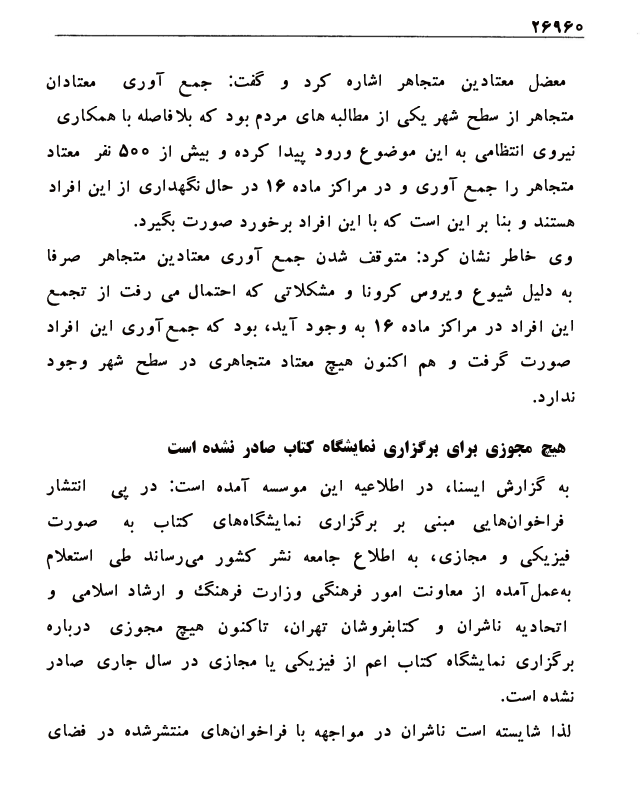 ۲۶۹۶۰
معضل معتادین متجاهر اشاره کرد و گفت: جمع آوری معتادان
متجاهر از سطح شهر یکی از مطالبه های مردم بود که بلافاصله با همکاری
نیروی انتظامی به این موضوع ورود پیدا کرده و بیش از ۵۰۰ نفر معتاد
متجاهر را جمع آوری و در مراکز ماده ۱۶ در حال نگهداری از این افراد
هستند و بنا بر این است که با این افراد برخورد صورت بگیرد.
وی خاطر نشان کرد: متوقف شدن جمع آوری معتادین متجاهر صرفا
به دلیل شیوع ویروس کرونا و مشکلاتی که احتمال می رفت از تجمع
این افراد در مراکز ماده ۱۶ به وجود آید، بود که جمع‌آوری این افراد
صورت گرفت و هم اکنون هیچ معتاد متجاهری در سطح شهر وجود
ندارد.
هیچ مجوزی برای برگزاری نمایشگاه کتاب صادر نشده است
به گزارش ایسنا، در اطلاعیه این موسسه آمده است: در پی انتشار
فراخوان‌هایی مبنی بر برگزاری نمایشگاه‌های کتاب به صورت
فیزیکی و مجازی، به اطلاع جامعه نشر کشور می‌رساند طی استعلام
به‌عمل‌آمده از معاونت امور فرهنگی وزارت فرهنگ و ارشاد اسلامی و
اتحادیه ناشران و کتابفروشان تهران، تاکنون هیچ مجوزی درباره
برگزاری نمایشگاه کتاب اعم از فیزیکی یا مجازی در سال جاری صادر
نشده است.
لذا شایسته است ناشران در مواجهه با فراخوان‌های منتشرشده در فضای